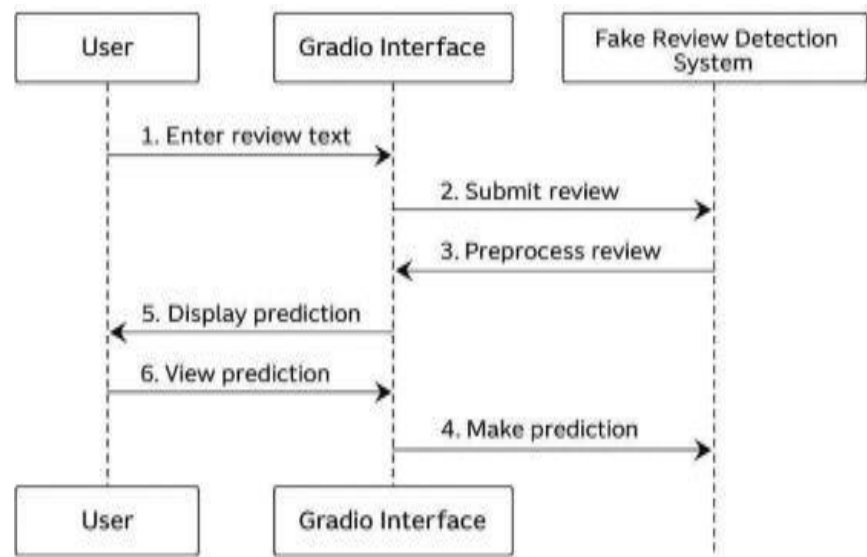 User
Gradio Interface
Fake Review Detection
System
1. Enter review text
2. Submit review
3. Preprocess review
5. Display prediction
6. View prediction
4. Make prediction
User
Gradio Interface